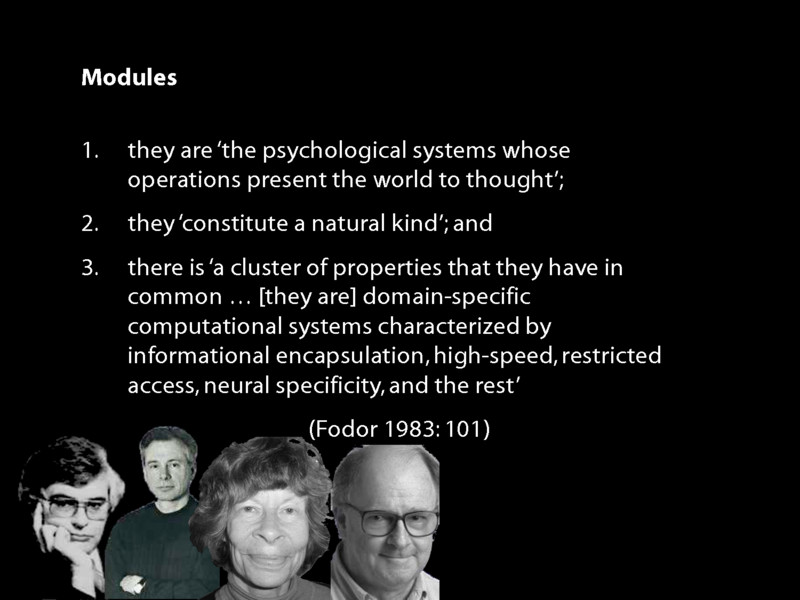 Modules
1. they are ‘the psychological systems whose
operations present the world to thought’;
2. they ‘constitute a natural kind’; and
3. there is ‘a cluster of properties that they have in
common … [they are] domain-specific
computational systems characterized by
informational encapsulation, high-speed, restricted
access, neural specificity, and the rest’
(Fodor 1983: 101)